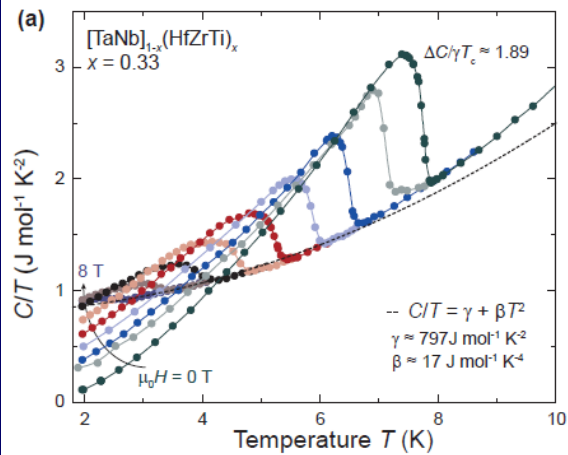 (a)
[TaNb]₁₋ₓ(HfZrTi)ₓ
x = 0.33
ΔC/γT꜀ ≈ 1.89
3
2
1
0
C/T (J mol⁻¹ K⁻²)
8 T
μ₀H = 0 T
-- C/T = γ + βT²
γ ≈ 797J mol⁻¹ K⁻²
β ≈ 17 J mol⁻¹ K⁻⁴
2 4 6 8 10
Temperature T (K)